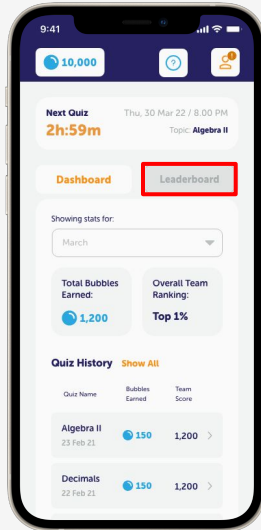 9:41
10,000
?
!
Next Quiz
Thu, 30 Mar 22 / 8.00 PM
2h:59m
Topic: Algebra II
Dashboard
Leaderboard
Showing stats for:
March
Total Bubbles
Earned:
1,200
Overall Team
Ranking:
Top 1%
Quiz History Show All
Quiz Name
Bubbles
Earned
Team
Score
Algebra II
23 Feb 21
150
1,200
Decimals
22 Feb 21
150
1,200